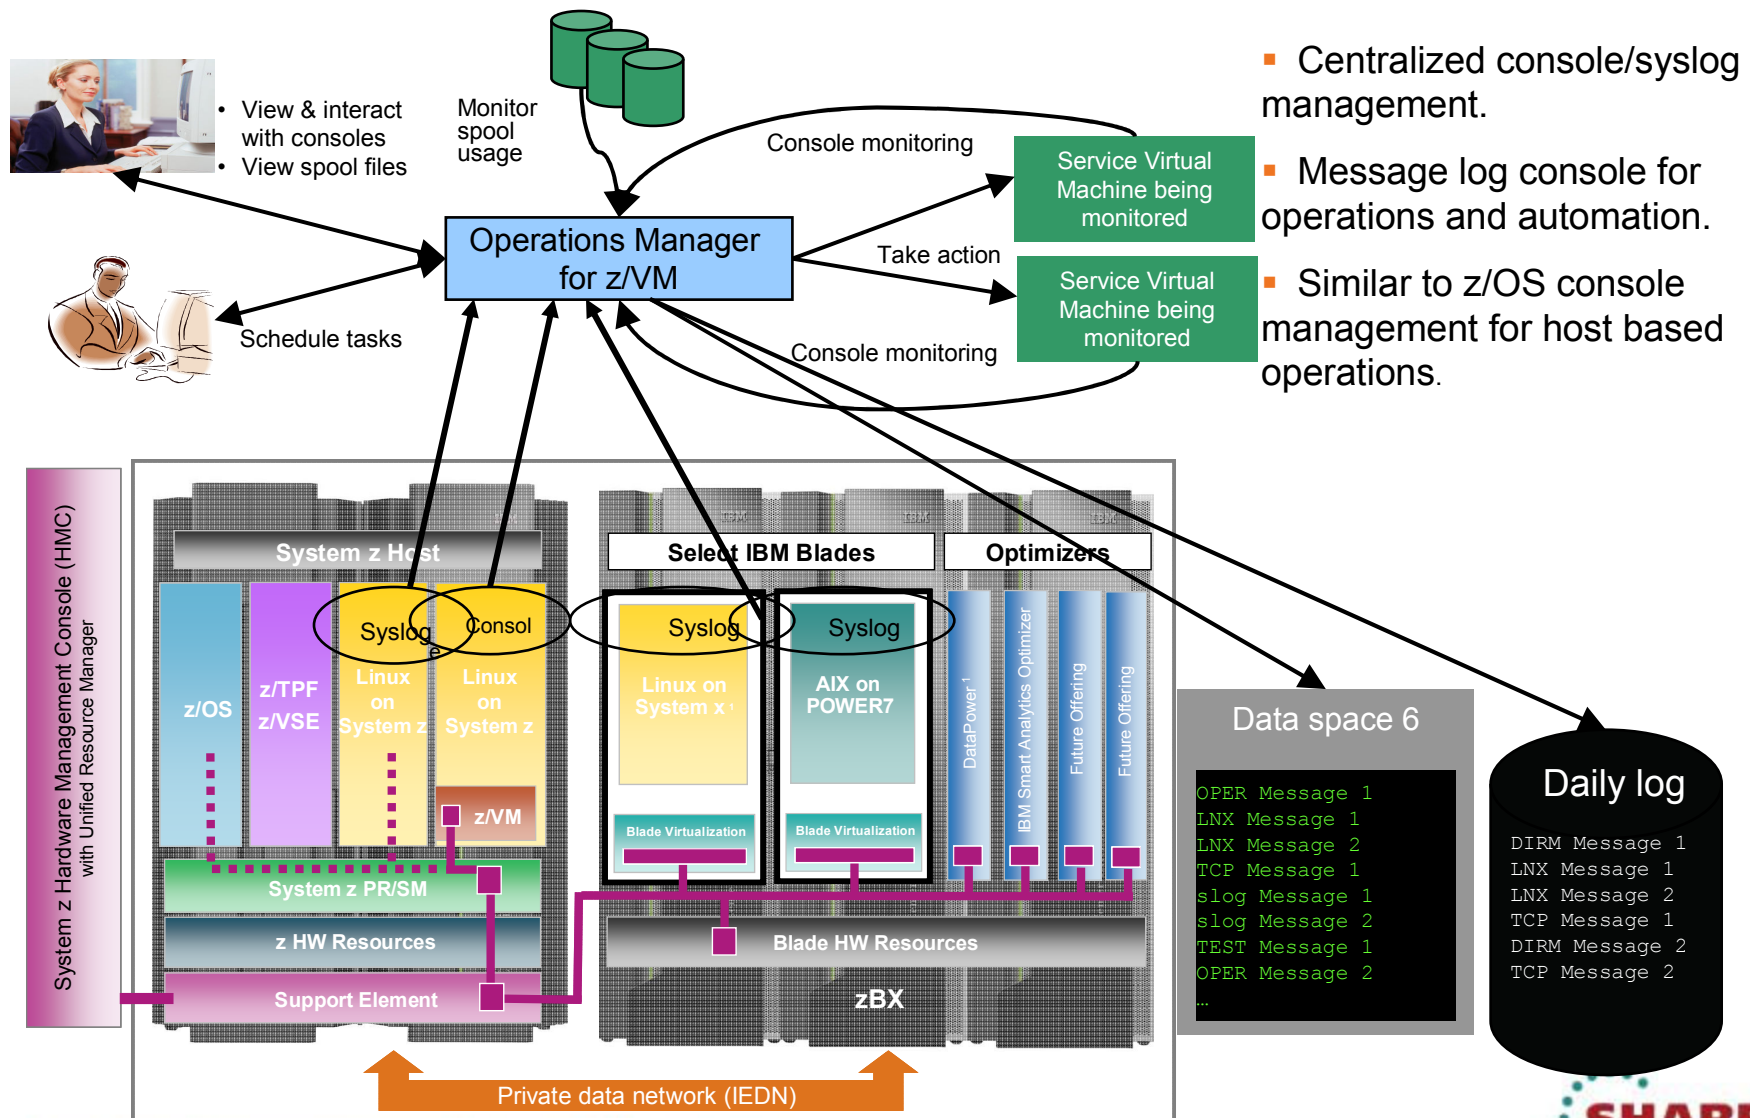 • View & interact
with consoles
• View spool files
Monitor
spool
usage
Console monitoring
Service Virtual
Machine being
monitored
Operations Manager
for z/VM
Take action
Service Virtual
Machine being
monitored
Schedule tasks
Console monitoring
▪ Centralized console/syslog
management.
▪ Message log console for
operations and automation.
▪ Similar to z/OS console
management for host based
operations.
System z Hardware Management Console (HMC)
with Unified Resource Manager
IBM
IBM
IBM
IBM
System z Host
Select IBM Blades
Optimizers
z/OS
z/TPF
z/VSE
Syslog
Linux
on
System z
Consol
e
Linux
on
System z
z/VM
Syslog
Linux on
System x 1
Blade Virtualization
Syslog
AIX on
POWER7
Blade Virtualization
DataPower 1
IBM Smart Analytics Optimizer
Future Offering
Future Offering
System z PR/SM
z HW Resources
Support Element
Blade HW Resources
zBX
Private data network (IEDN)
Data space 6
OPER Message 1
LNX Message 1
LNX Message 2
TCP Message 1
slog Message 1
slog Message 2
TEST Message 1
OPER Message 2
…
Daily log
DIRM Message 1
LNX Message 1
LNX Message 2
TCP Message 1
DIRM Message 2
TCP Message 2